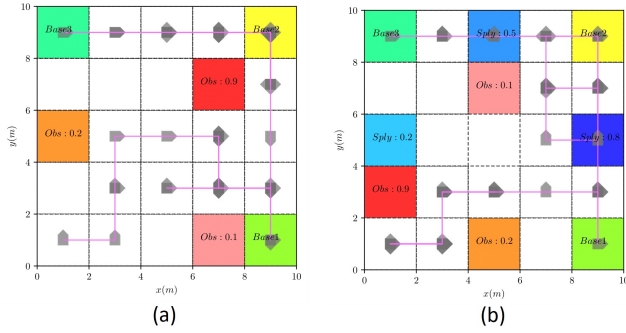 10
8
6
4
2
0
y(m)
Base3
Base2
Obs : 0.9
Obs : 0.2
Obs : 0.1
Base1
0
2
4
6
8
10
x(m)
(a)
10
8
6
4
2
0
y(m)
Base3
Sply : 0.5
Base2
Obs : 0.1
Sply : 0.2
Sply : 0.8
Obs : 0.9
Obs : 0.2
Base1
0
2
4
6
8
10
x(m)
(b)